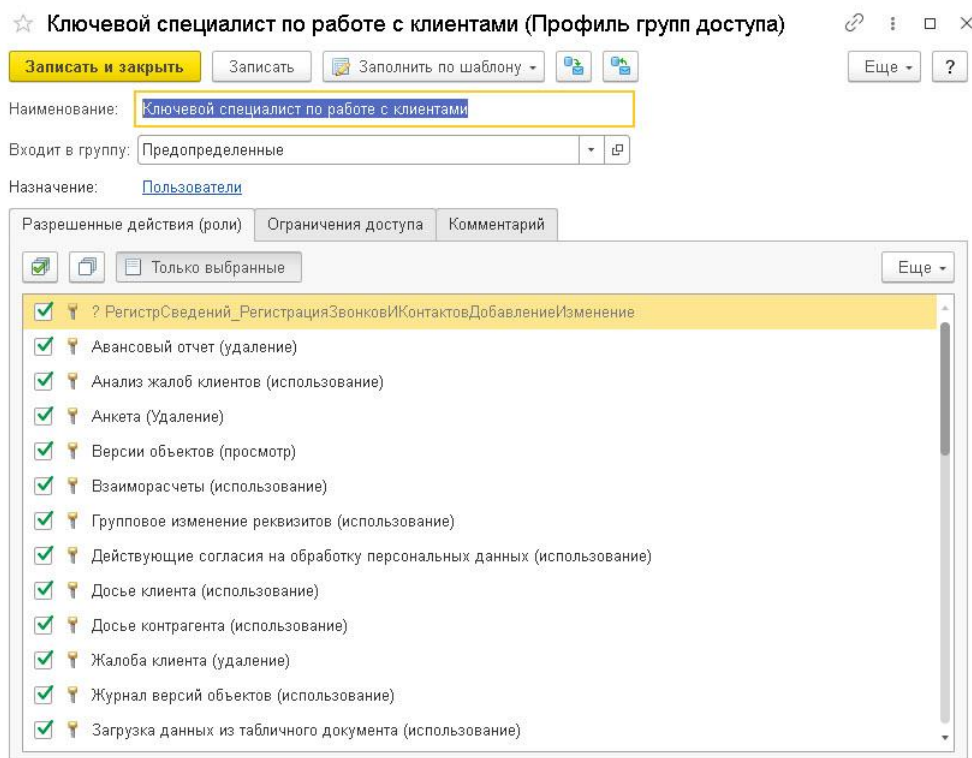 Ключевой специалист по работе с клиентами (Профиль групп доступа)
Записать и закрыть Записать Заполнить по шаблону Еще ?
Наименование: Ключевой специалист по работе с клиентами
Входит в группу: Предопределенные
Назначение: Пользователи
Разрешенные действия (роли) Ограничения доступа Комментарий
Только выбранные Еще
? РегистрСведений_РегистрацияЗвонковИКонтактовДобавлениеИзменение
Авансовый отчет (удаление)
Анализ жалоб клиентов (использование)
Анкета (Удаление)
Версии объектов (просмотр)
Взаиморасчеты (использование)
Групповое изменение реквизитов (использование)
Действующие согласия на обработку персональных данных (использование)
Досье клиента (использование)
Досье контрагента (использование)
Жалоба клиента (удаление)
Журнал версий объектов (использование)
Загрузка данных из табличного документа (использование)